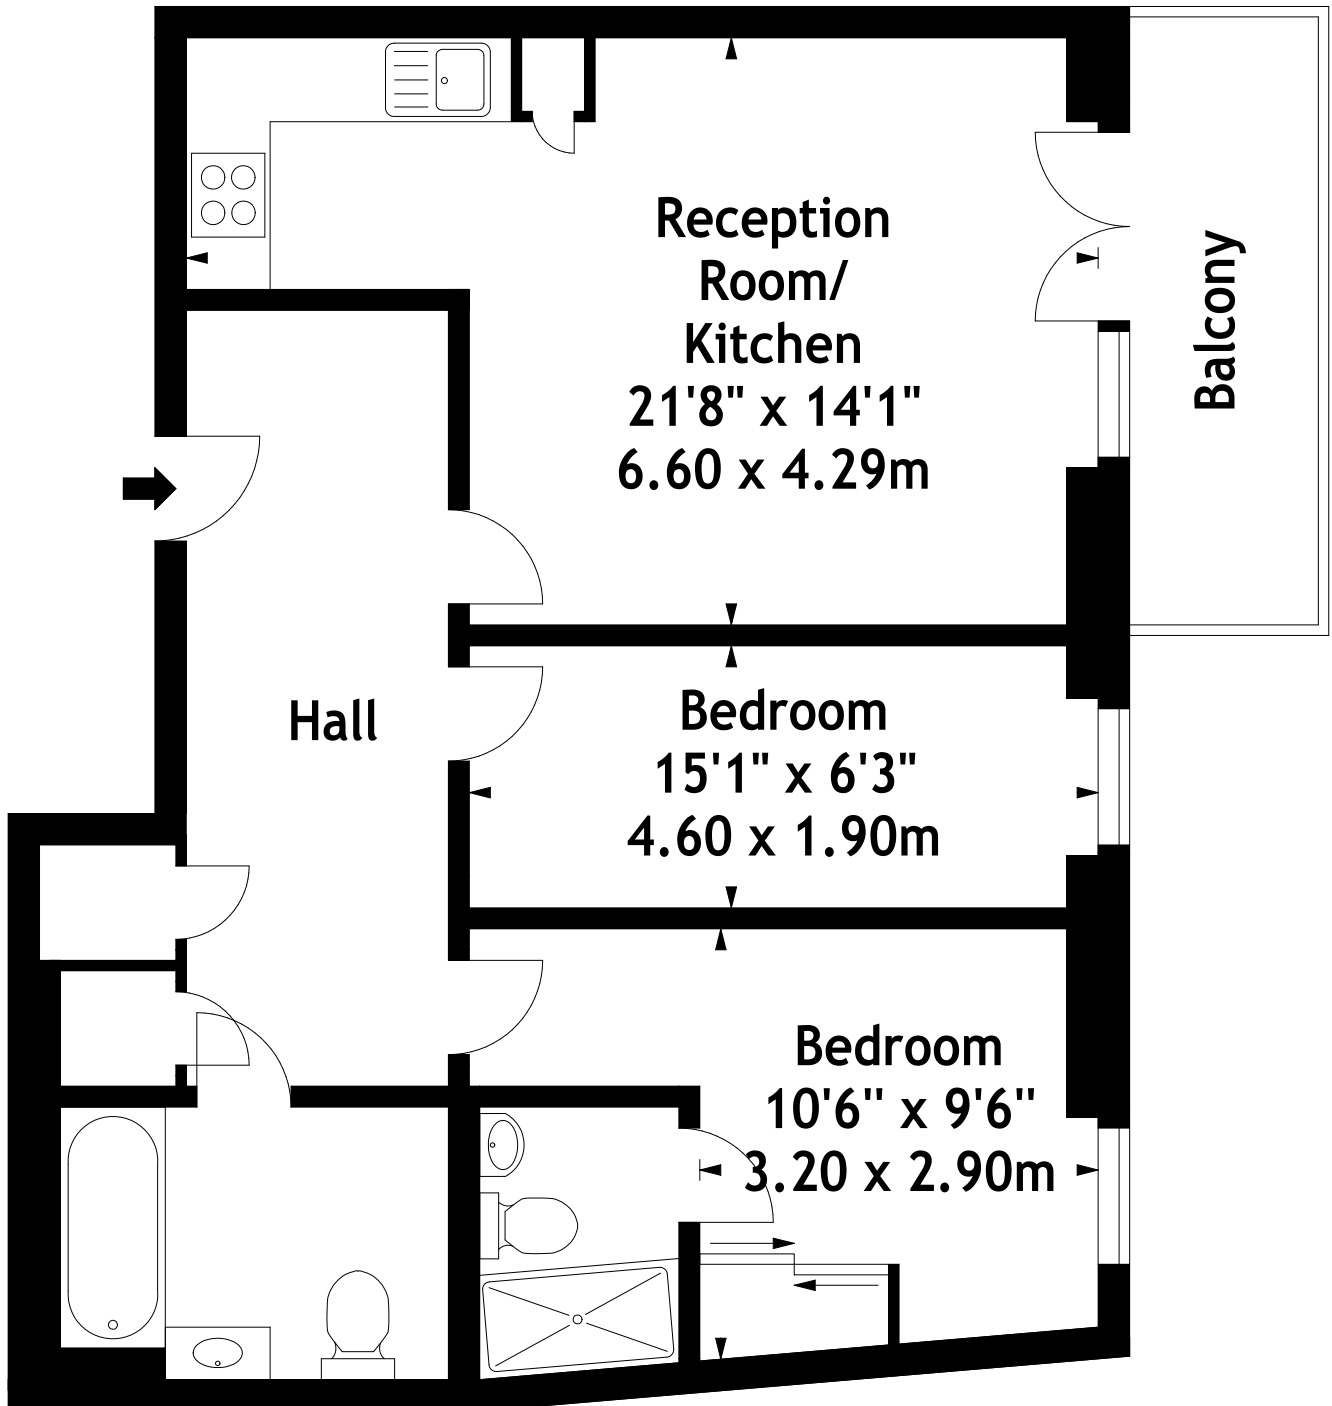 Reception
Room/
Kitchen
21'8" x 14'1"
6.60 x 4.29m
Balcony
Hall
Bedroom
15'1" x 6'3"
4.60 x 1.90m
Bedroom
10'6" x 9'6"
3.20 x 2.90m